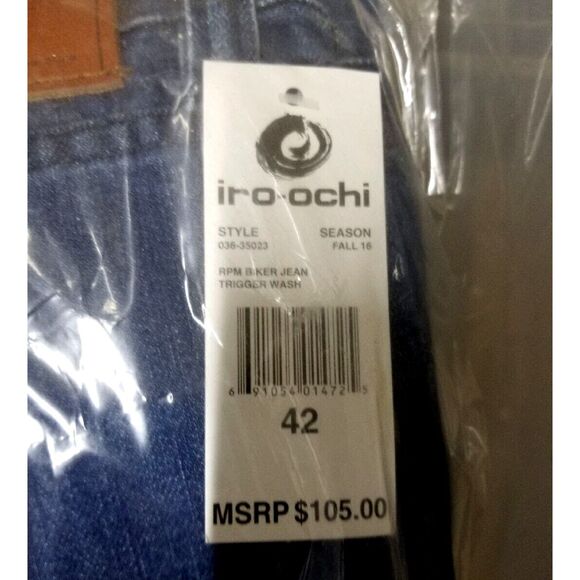 iro-ochi
STYLE SEASON
036-35023 FALL 16
RPM BIKER JEAN
TRIGGER WASH
6 91054 01472 5
42
MSRP $105.00